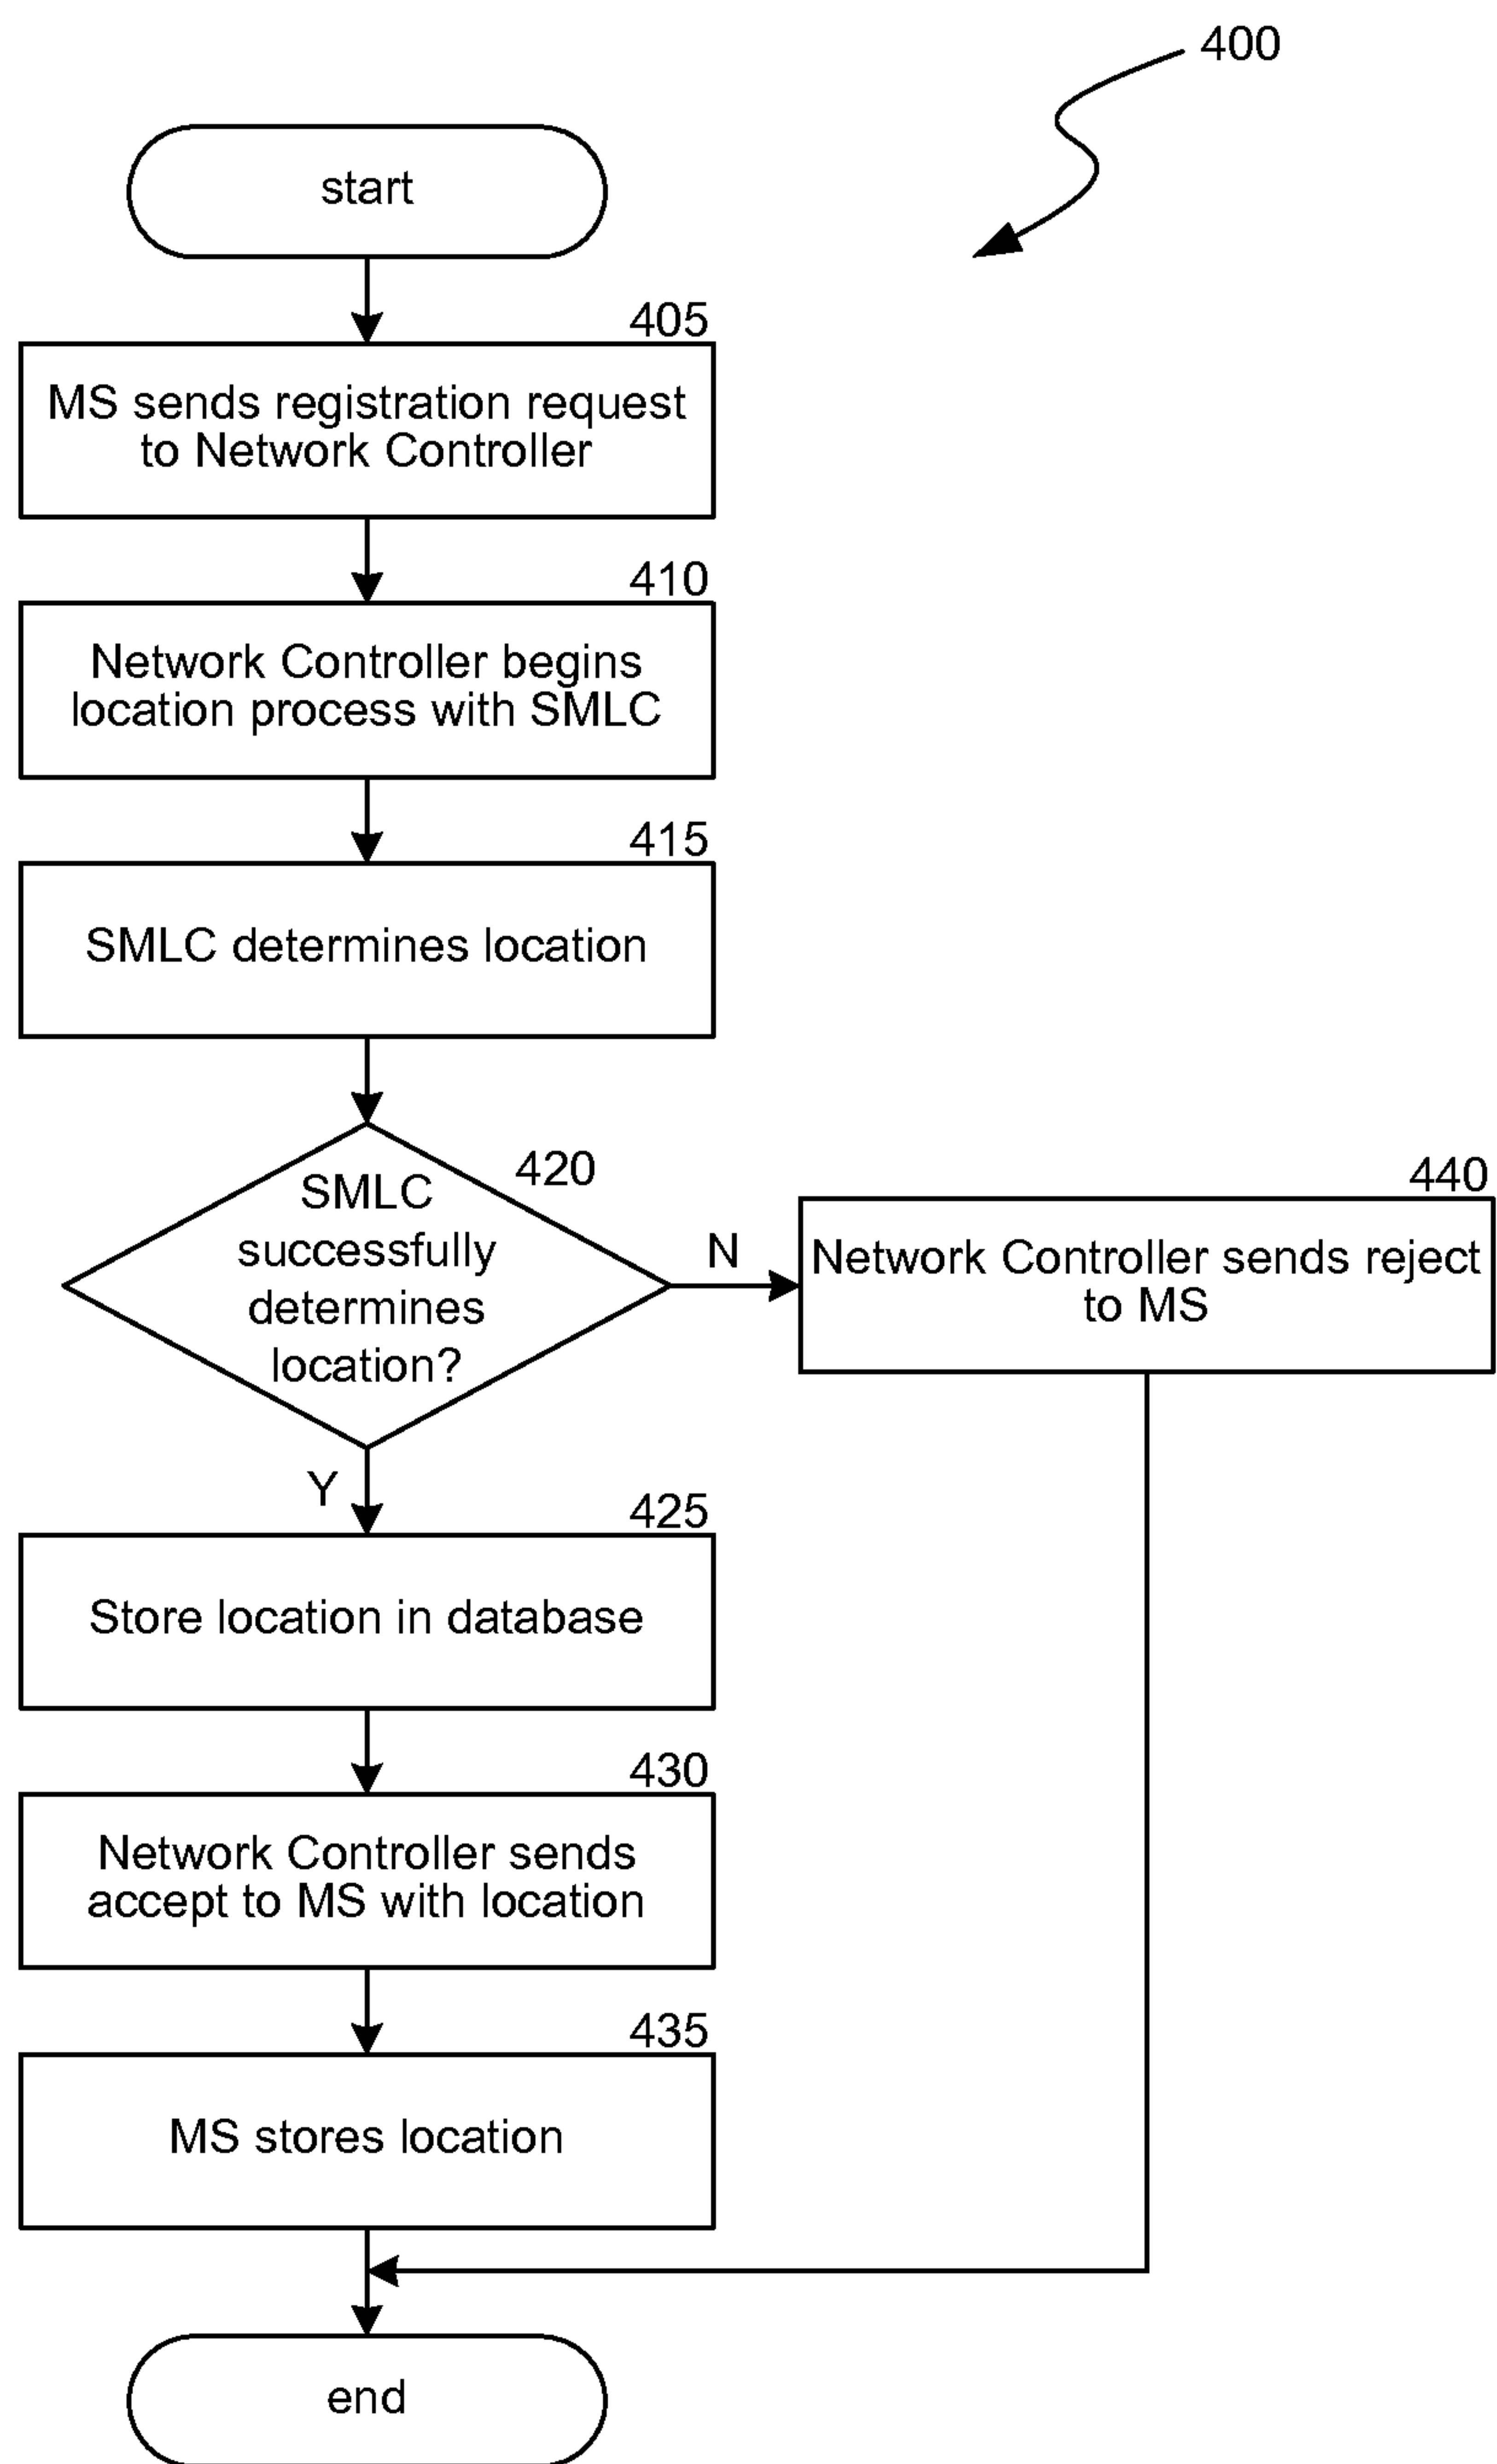 400
start
405
MS sends registration request
to Network Controller
410
Network Controller begins
location process with SMLC
415
SMLC determines location
420
SMLC
successfully
determines
location?
N
440
Network Controller sends reject
to MS
Y
425
Store location in database
430
Network Controller sends
accept to MS with location
435
MS stores location
end